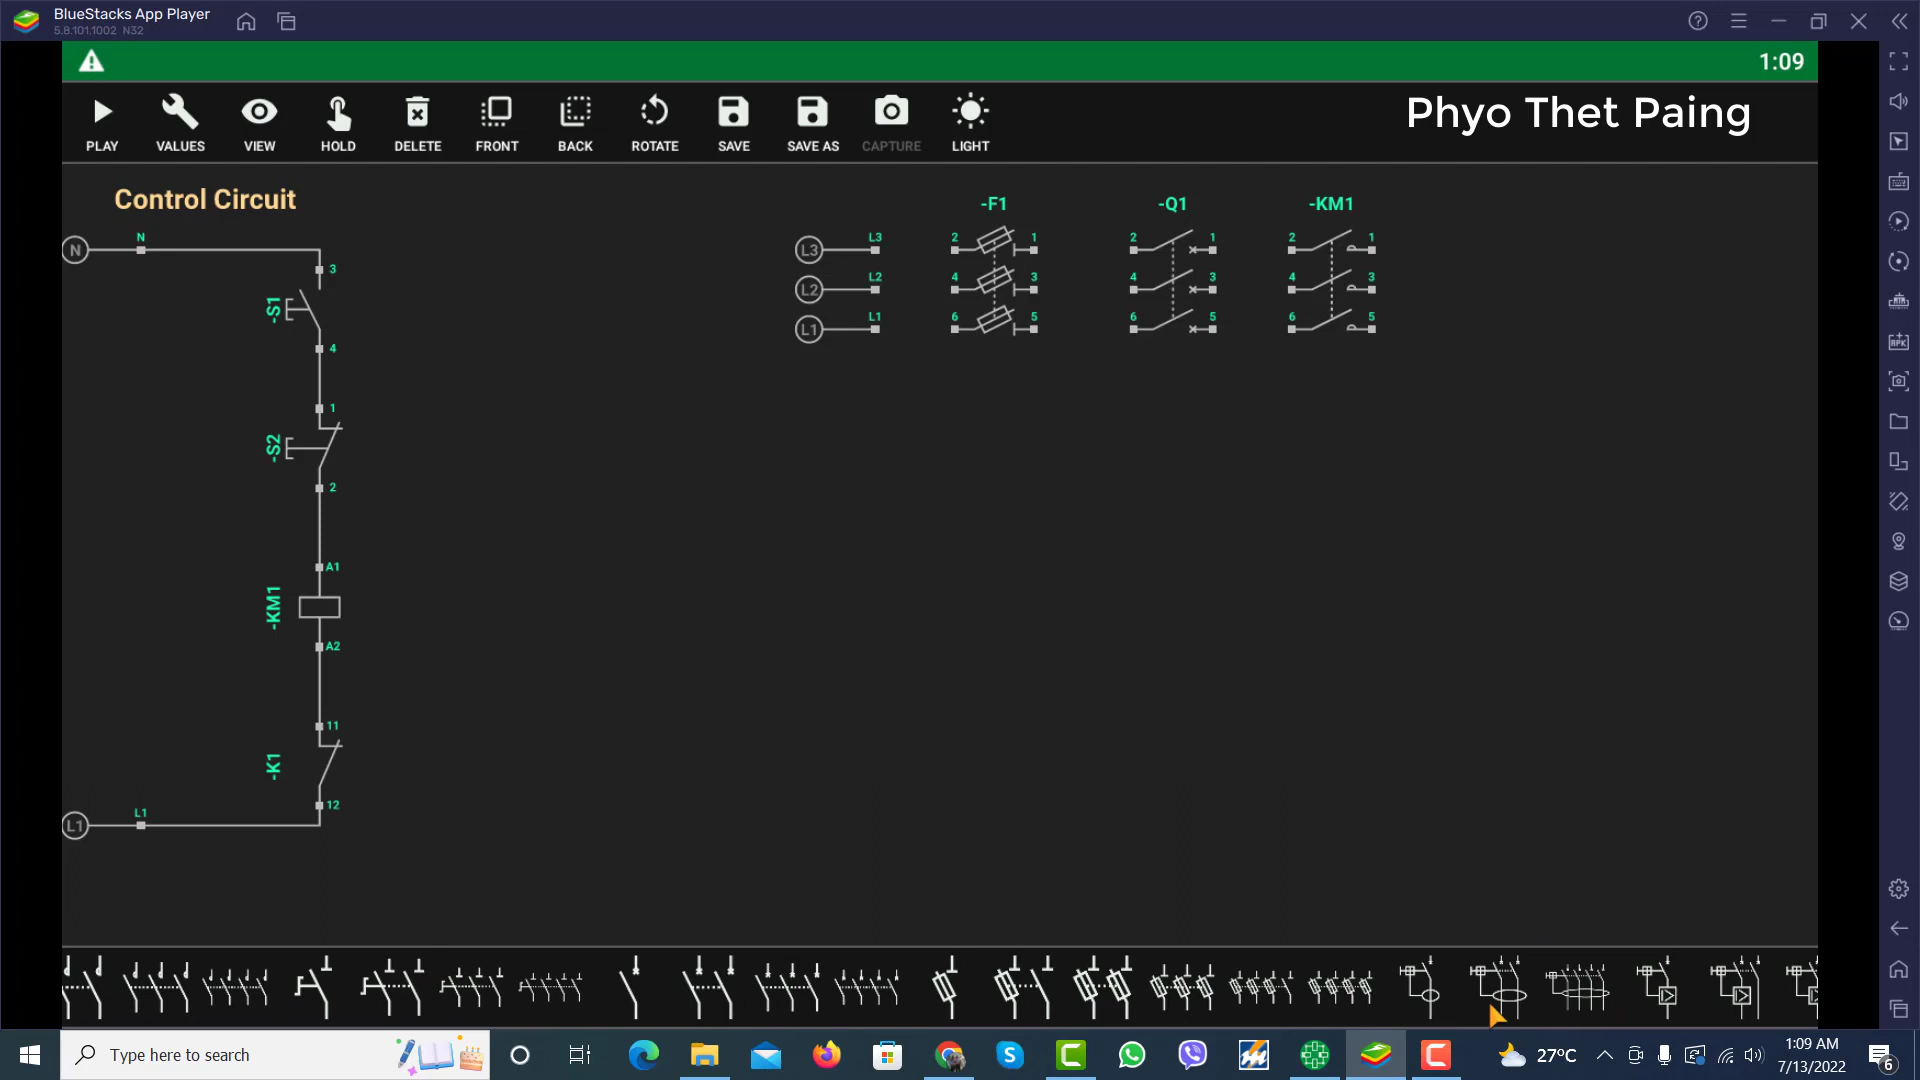 BlueStacks App Player
5.8.101.1002 N32
1:09
PLAY
VALUES
VIEW
HOLD
DELETE
FRONT
BACK
ROTATE
SAVE
SAVE AS
CAPTURE
LIGHT
Phyo Thet Paing
Control Circuit
N
N
3
-S1
4
1
-S2
2
A1
-KM1
A2
11
-K1
12
L1
L1
-F1
-Q1
-KM1
L3
L3
2
1
2
1
2
1
L2
L2
4
3
4
3
4
3
L1
L1
6
5
6
5
6
5
Type here to search
27°C
1:09 AM
7/13/2022
6